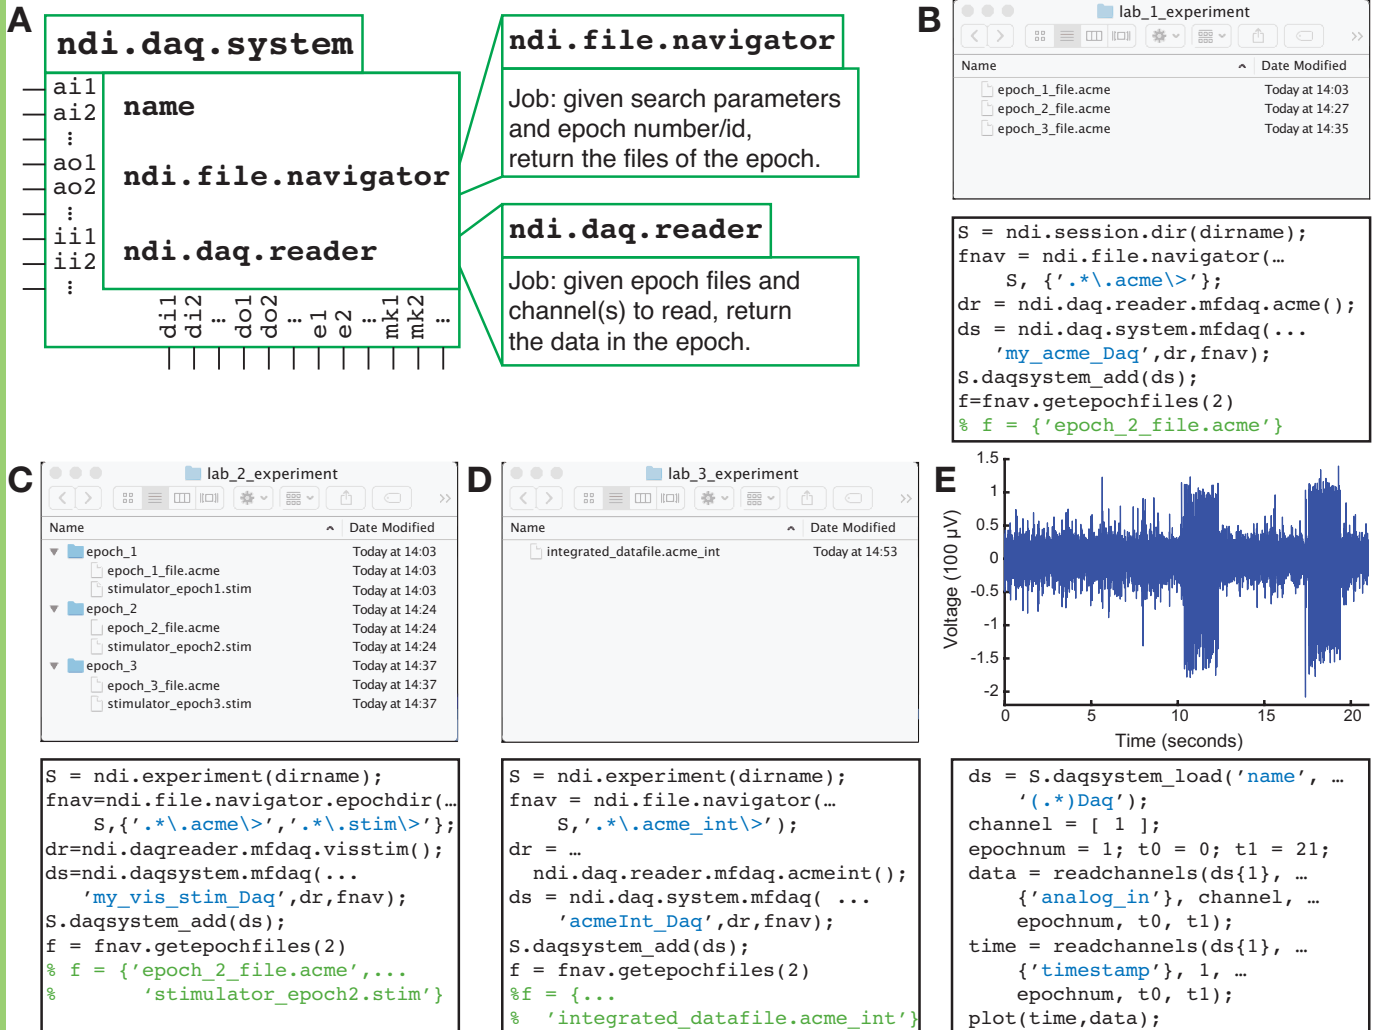 A
ndi.daq.system
ai1
ai2
⋮
ao1
ao2
⋮
ii1
ii2
⋮
name
ndi.file.navigator
ndi.daq.reader
di1
di2
⋮
do1
do2
⋮
e1
e2
⋮
mk1
mk2
⋮
ndi.file.navigator
Job: given search parameters
and epoch number/id,
return the files of the epoch.
ndi.daq.reader
Job: given epoch files and
channel(s) to read, return
the data in the epoch.
B
lab_1_experiment
Name Date Modified
epoch_1_file.acme Today at 14:03
epoch_2_file.acme Today at 14:27
epoch_3_file.acme Today at 14:35
S = ndi.session.dir(dirname);
fnav = ndi.file.navigator(…
S, {'.*\.acme\>'};
dr = ndi.daq.reader.mfdaq.acme();
ds = ndi.daq.system.mfdaq(...
'my_acme_Daq',dr,fnav);
S.daqsystem_add(ds);
f=fnav.getepochfiles(2)
% f = {'epoch_2_file.acme'}
C
lab_2_experiment
Name Date Modified
epoch_1 Today at 14:03
epoch_1_file.acme Today at 14:03
stimulator_epoch1.stim Today at 14:03
epoch_2 Today at 14:24
epoch_2_file.acme Today at 14:24
stimulator_epoch2.stim Today at 14:24
epoch_3 Today at 14:37
epoch_3_file.acme Today at 14:37
stimulator_epoch3.stim Today at 14:37
S = ndi.experiment(dirname);
fnav=ndi.file.navigator.epochdir(…
S,{'.*\.acme\>','.*\.stim\>'};
dr=ndi.daqreader.mfdaq.visstim();
ds=ndi.daqsystem.mfdaq(...
'my_vis_stim_Daq',dr,fnav);
S.daqsystem_add(ds);
f = fnav.getepochfiles(2)
% f = {'epoch_2_file.acme',...
% 'stimulator_epoch2.stim'}
D
lab_3_experiment
Name Date Modified
integrated_datafile.acme_int Today at 14:53
S = ndi.experiment(dirname);
fnav = ndi.file.navigator(…
S,'.*\.acme_int\>');
dr = …
ndi.daq.reader.mfdaq.acmeint();
ds = ndi.daq.system.mfdaq( ...
'acmeInt_Daq',dr,fnav);
S.daqsystem_add(ds);
f = fnav.getepochfiles(2)
%f = {...
% 'integrated_datafile.acme_int'}
E
Voltage (100 µV)
1.5
1
0.5
0
-0.5
-1
-1.5
-2
0 5 10 15 20
Time (seconds)
ds = S.daqsystem_load('name', …
'(.*)Daq');
channel = [ 1 ];
epochnum = 1; t0 = 0; t1 = 21;
data = readchannels(ds{1}, …
{'analog_in'}, channel, …
epochnum, t0, t1);
time = readchannels(ds{1}, …
{'timestamp'}, 1, …
epochnum, t0, t1);
plot(time,data);